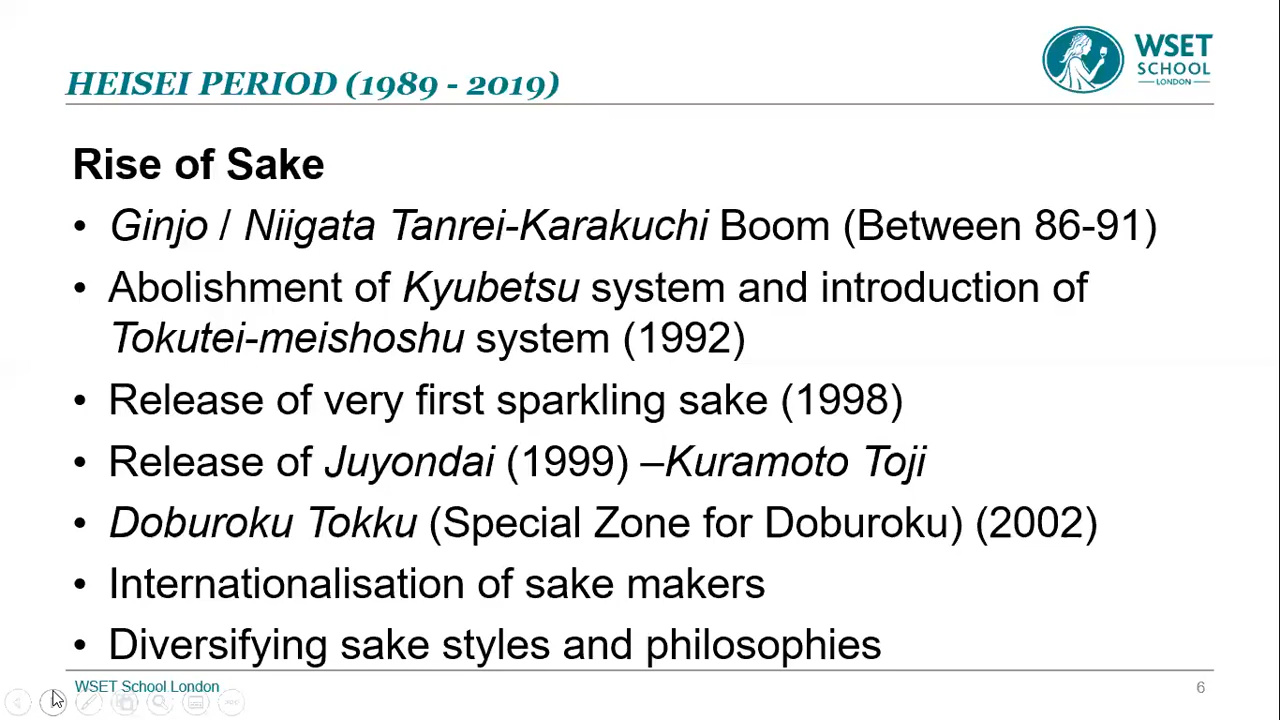 HEISEI PERIOD (1989 - 2019)
WSET
SCHOOL
LONDON
Rise of Sake
• Ginjo / Niigata Tanrei-Karakuchi Boom (Between 86-91)
• Abolishment of Kyubetsu system and introduction of
Tokutei-meishoshu system (1992)
• Release of very first sparkling sake (1998)
• Release of Juyondai (1999) –Kuramoto Toji
• Doburoku Tokku (Special Zone for Doburoku) (2002)
• Internationalisation of sake makers
• Diversifying sake styles and philosophies
WSET School London
6